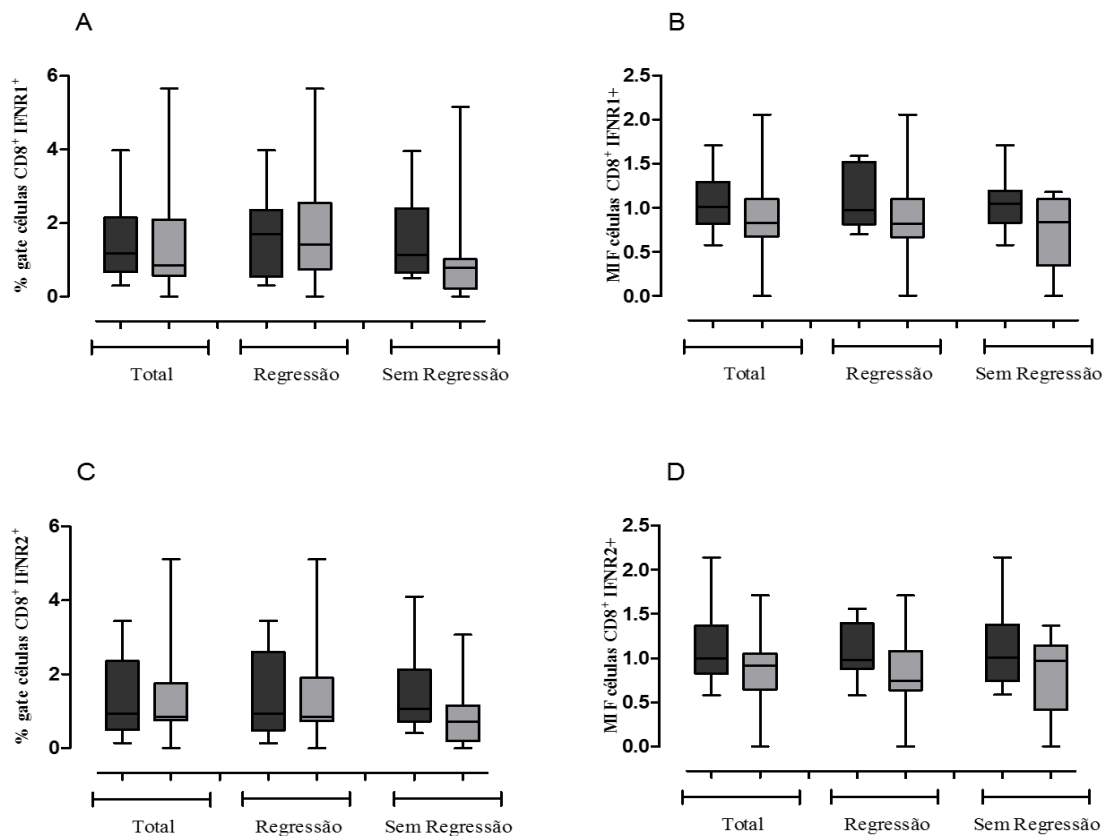 A
% gate células CD8+ IFNR1+
6
4
2
0
Total
Regressão
Sem Regressão
B
MIF células CD8+ IFNR1+
2.5
2.0
1.5
1.0
0.5
0.0
Total
Regressão
Sem Regressão
C
% gate células CD8+ IFNR2+
6
4
2
0
Total
Regressão
Sem Regressão
D
MIF células CD8+ IFNR2+
2.5
2.0
1.5
1.0
0.5
0.0
Total
Regressão
Sem Regressão